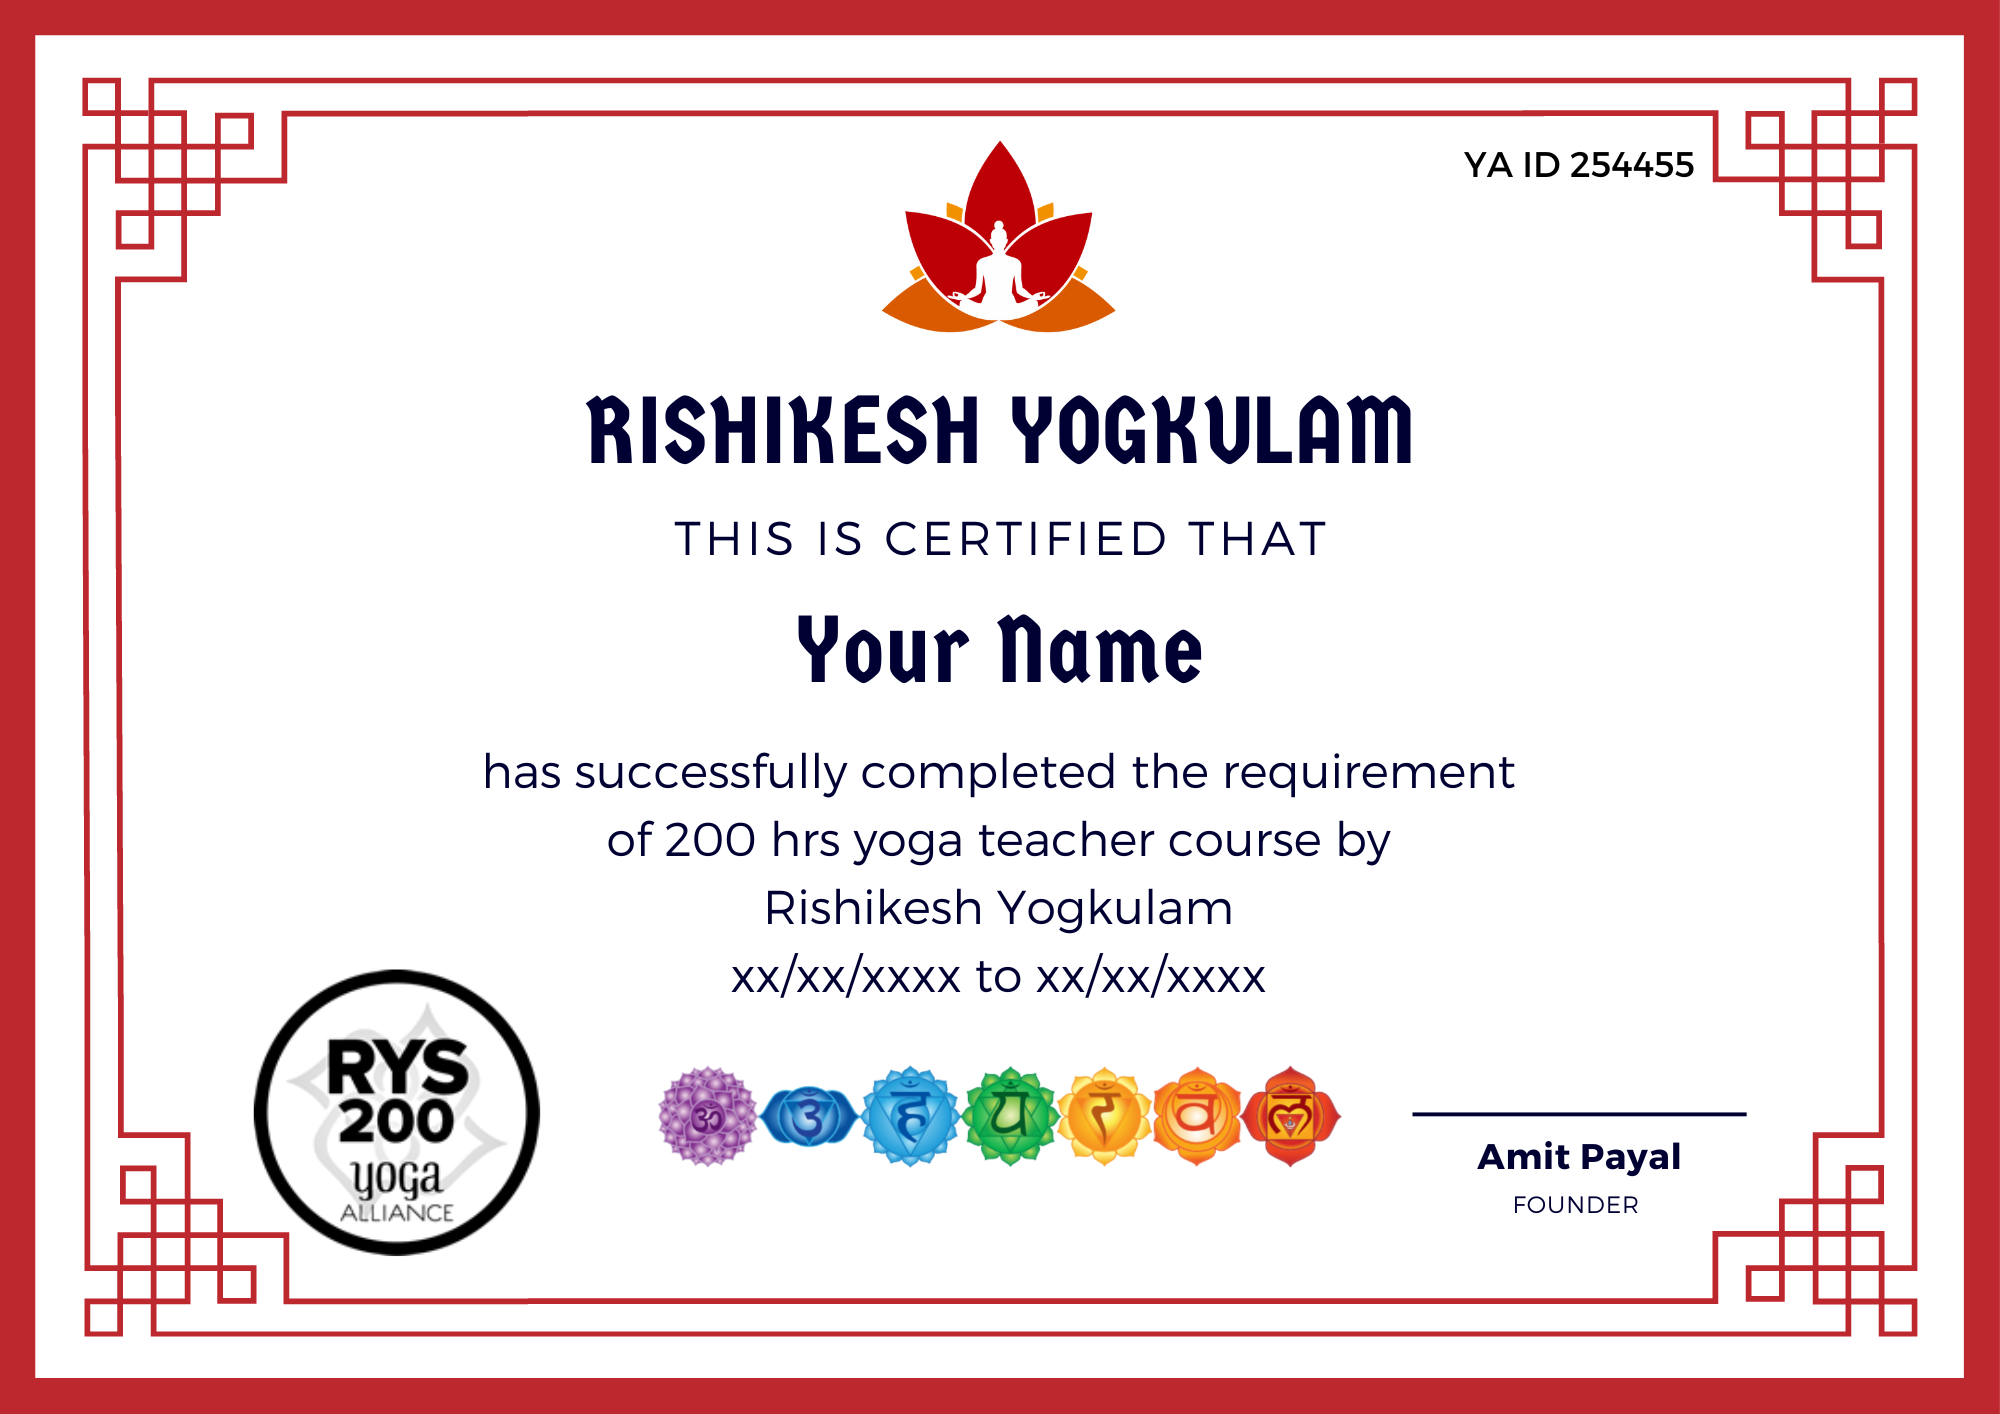 YA ID 254455
RISHIKESH YOGKULAM
THIS IS CERTIFIED THAT
Your Name
has successfully completed the requirement
of 200 hrs yoga teacher course by
Rishikesh Yogkulam
xx/xx/xxxx to xx/xx/xxxx
RYS
200
yoga
ALLIANCE
ॐ उ ह य र व ल
Amit Payal
FOUNDER